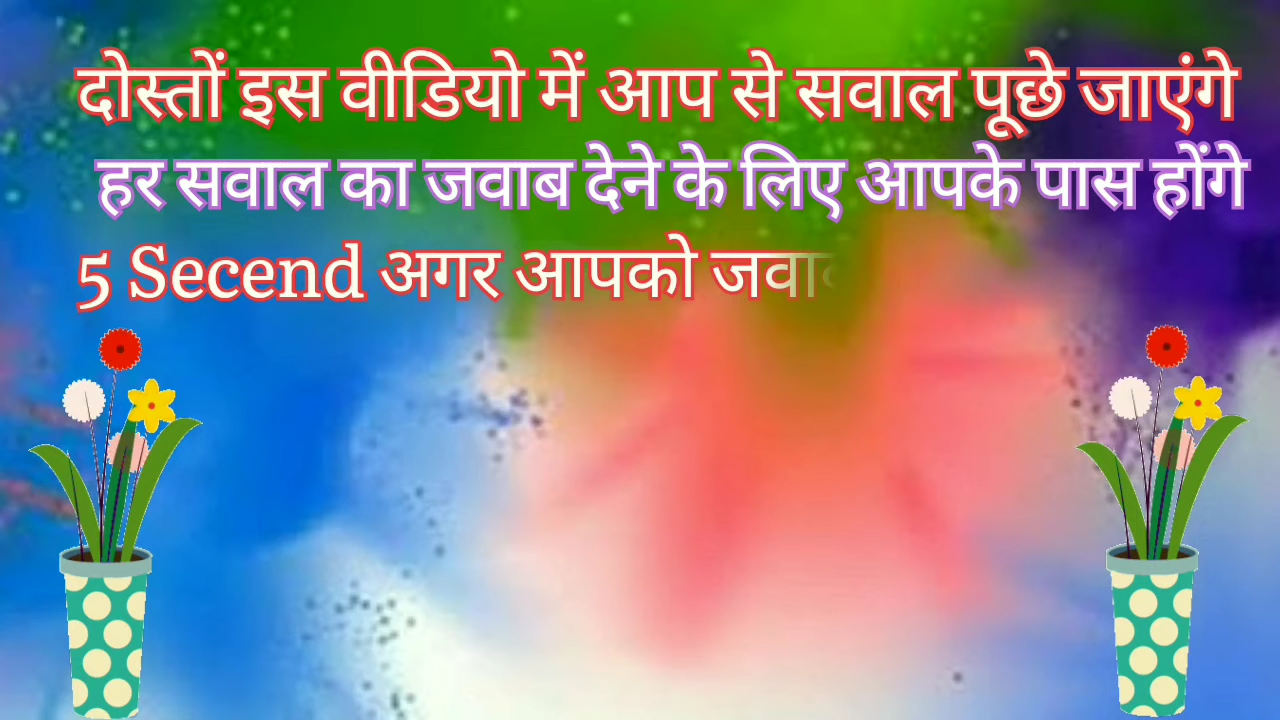 दोस्तों इस वीडियो में आप से सवाल पूछे जाएंगे
हर सवाल का जवाब देने के लिए आपके पास होंगे
5 Secend अगर आपको